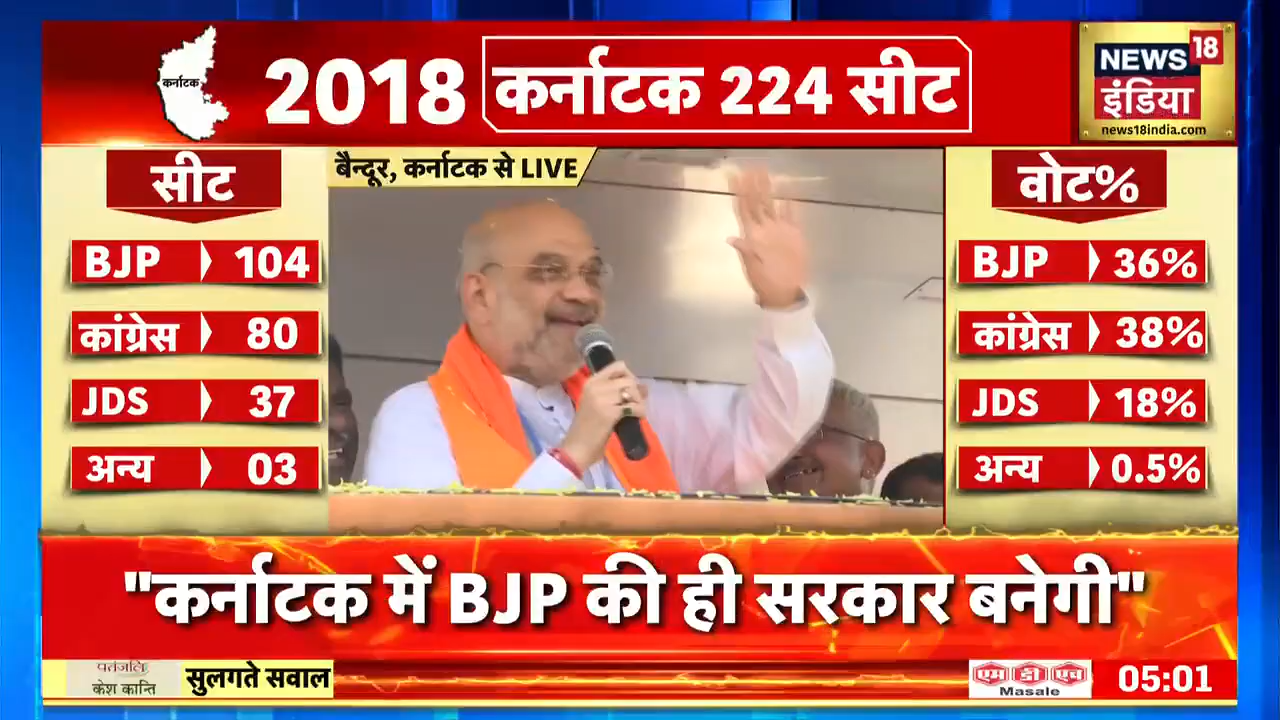 कर्नाटक
2018 कर्नाटक 224 सीट
NEWS 18
इंडिया
news18india.com
सीट
BJP 104
कांग्रेस 80
JDS 37
अन्य 03
बैन्दूर, कर्नाटक से LIVE
वोट%
BJP 36%
कांग्रेस 38%
JDS 18%
अन्य 0.5%
"कर्नाटक में BJP की ही सरकार बनेगी"
पतंजलि
केश कान्ति
सुलगते सवाल
एम डी एच
Masale
05:01